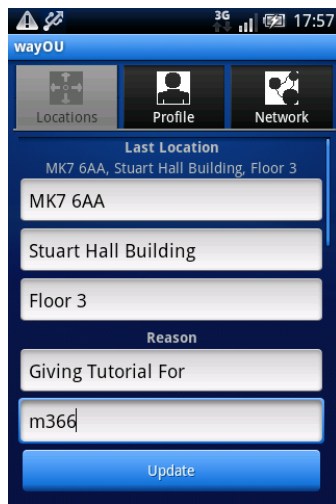 3G 17:57
wayOU
Locations Profile Network
Last Location
MK7 6AA, Stuart Hall Building, Floor 3
MK7 6AA
Stuart Hall Building
Floor 3
Reason
Giving Tutorial For
m366
Update